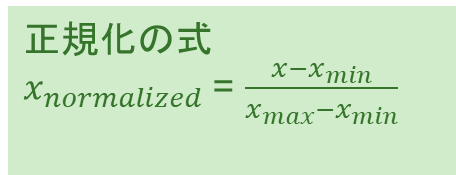 正規化の式
x_normalized = (x−x_min)/(x_max−x_min)